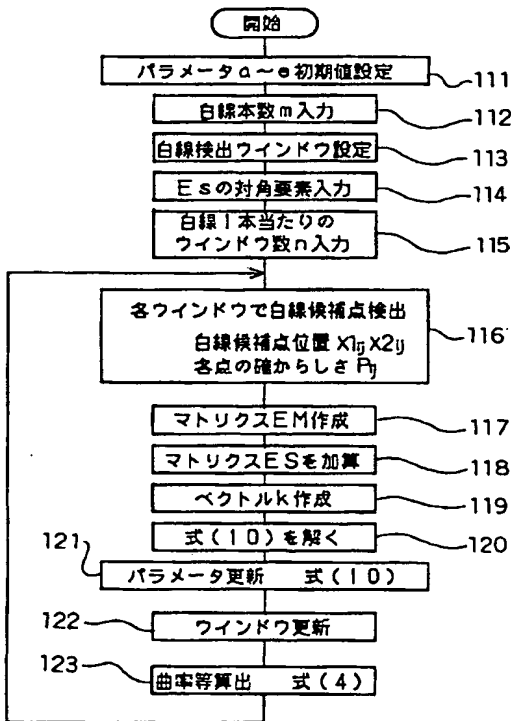 開始
パラメータa～e初期値設定
111
白線本数m入力
112
白線検出ウインドウ設定
113
Esの対角要素入力
114
白線1本当たりの
ウインドウ数n入力
115
各ウインドウで白線候補点検出
白線候補点位置 X1ij X2ij
各点の確からしさ Pij
116
マトリクスEM作成
117
マトリクスESを加算
118
ベクトルk作成
119
式(10)を解く
120
121
パラメータ更新 式(10)
122
ウインドウ更新
123
曲率等算出 式(4)